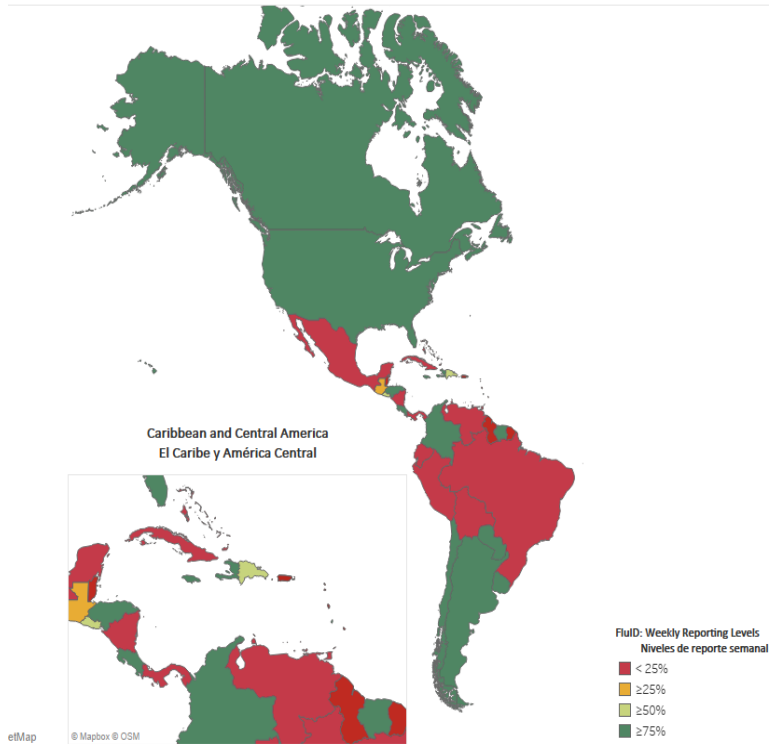 Caribbean and Central America
El Caribe y América Central
FluID: Weekly Reporting Levels
Niveles de reporte semanal
< 25%
≥25%
≥50%
≥75%
etMap
© Mapbox © OSM